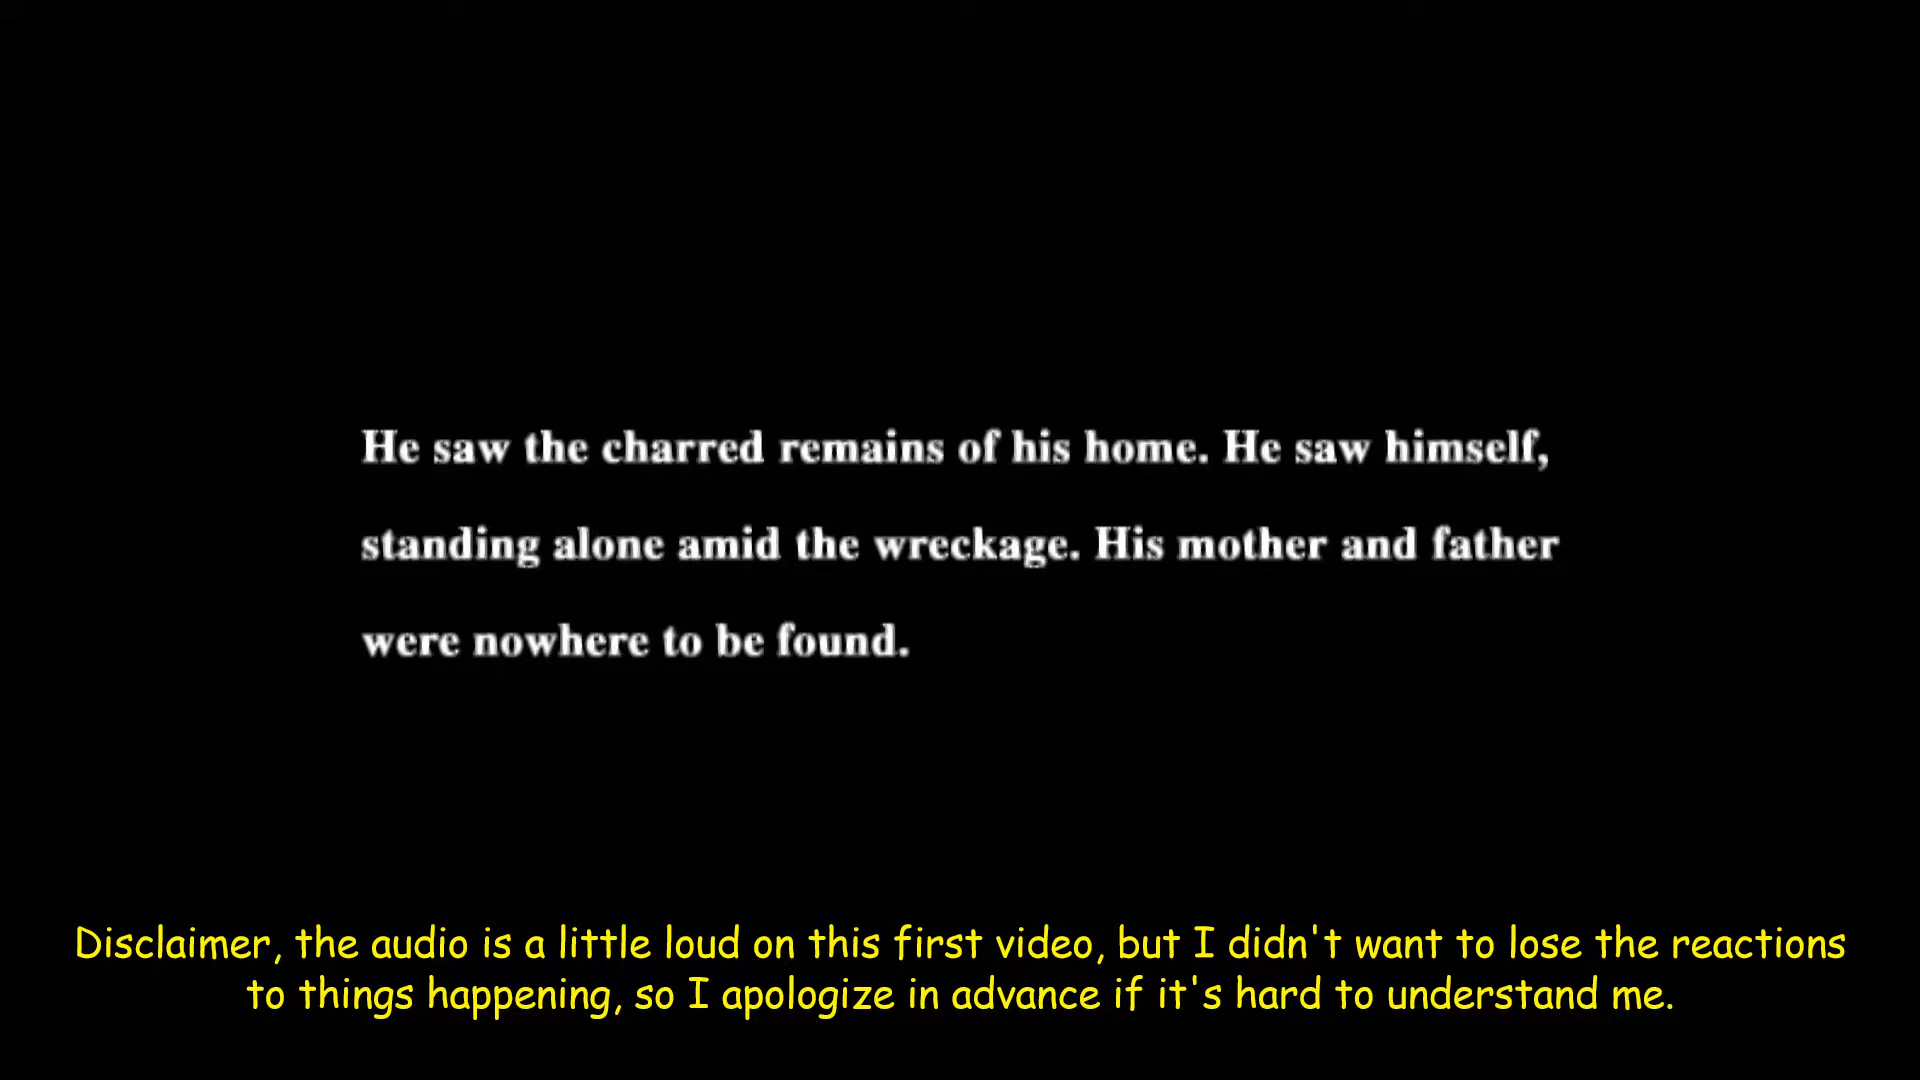 He saw the charred remains of his home. He saw himself,
standing alone amid the wreckage. His mother and father
were nowhere to be found.
Disclaimer, the audio is a little loud on this first video, but I didn't want to lose the reactions
to things happening, so I apologize in advance if it's hard to understand me.